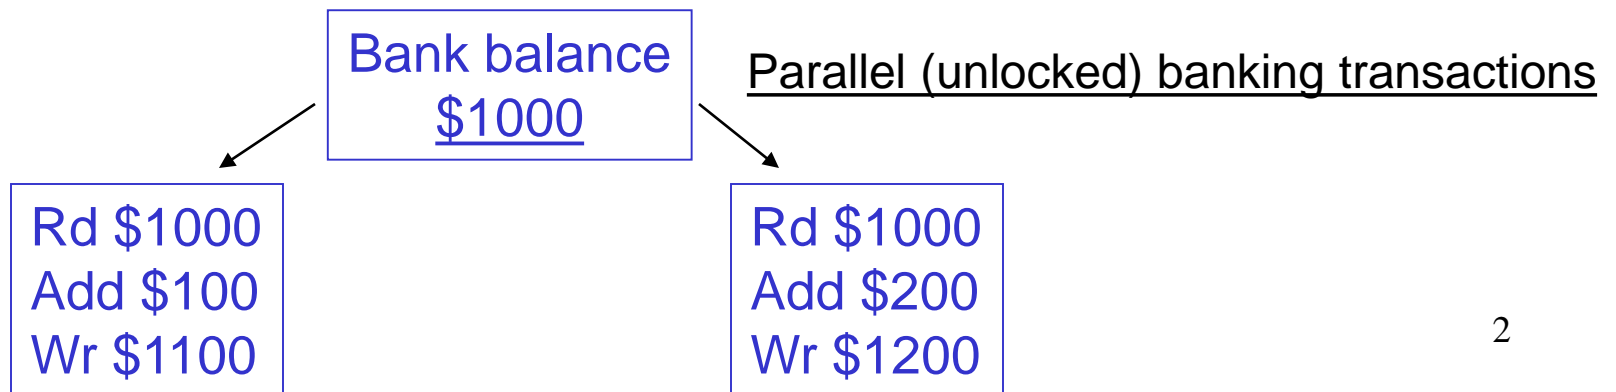 Bank balance
$1000
Parallel (unlocked) banking transactions
Rd $1000
Add $100
Wr $1100
Rd $1000
Add $200
Wr $1200
2